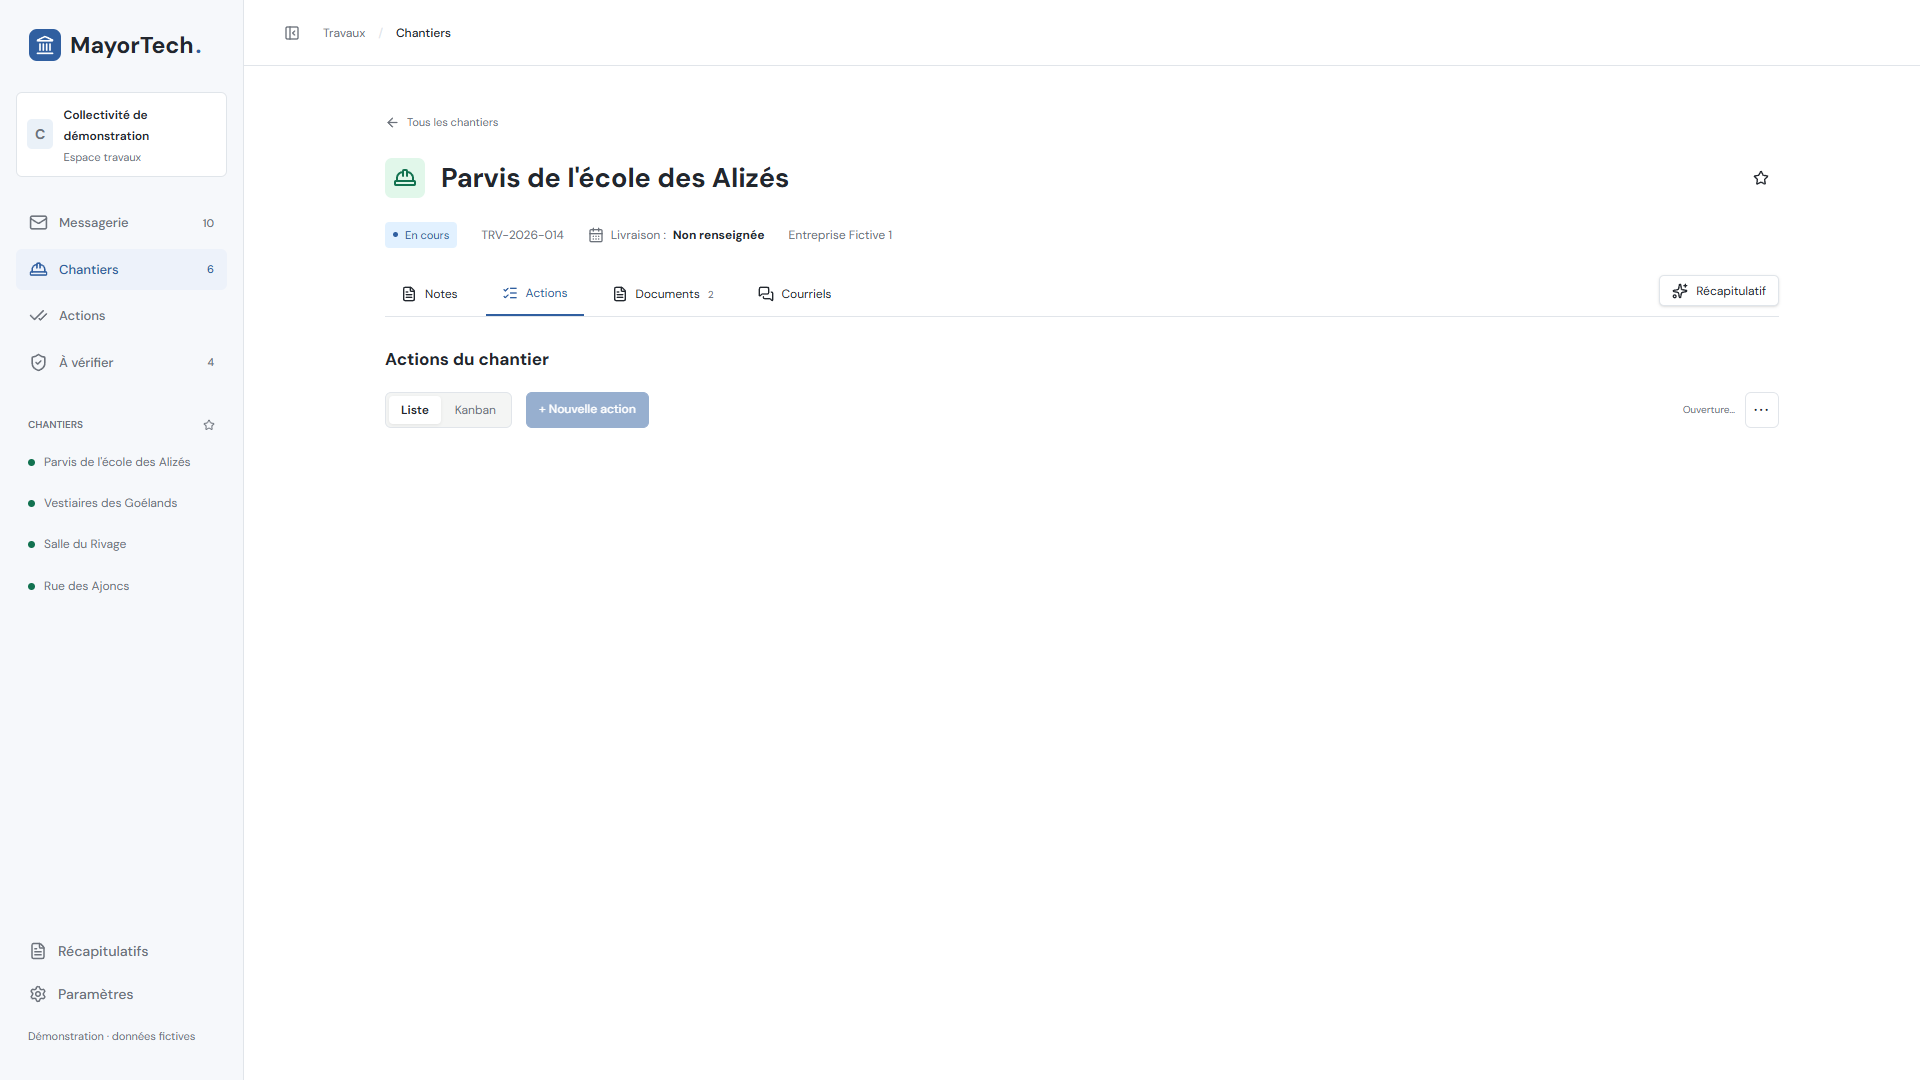 MayorTech.
Collectivité de
démonstration
Espace travaux
C
Messagerie 10
Chantiers 6
Actions
À vérifier 4
CHANTIERS
Parvis de l'école des Alizés
Vestiaires des Goélands
Salle du Rivage
Rue des Ajoncs
Récapitulatifs
Paramètres
Démonstration · données fictives
Travaux / Chantiers
Tous les chantiers
Parvis de l'école des Alizés
En cours TRV-2026-014 Livraison : Non renseignée Entreprise Fictive 1
Notes Actions Documents 2 Courriels Récapitulatif
Actions du chantier
Liste Kanban + Nouvelle action Ouverture…